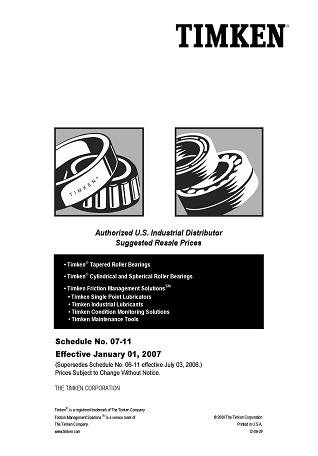 TIMKEN®
TIMKEN®
Authorized U.S. Industrial Distributor
Suggested Resale Prices
• Timken® Tapered Roller Bearings
• Timken® Cylindrical and Spherical Roller Bearings
• Timken Friction Management Solutions℠
• Timken Single Point Lubricators
• Timken Industrial Lubricants
• Timken Condition Monitoring Solutions
• Timken Maintenance Tools
Schedule No. 07-11
Effective January 01, 2007
(Supersedes Schedule No. 06-11 effective July 03, 2006.)
Prices Subject to Change Without Notice.
THE TIMKEN CORPORATION
Timken®, is a registered trademark of The Timken Company
Friction Management Solutions℠ is a service mark of
The Timken Company.
www.timken.com
The Timken Corporation
Printed in U.S.A.